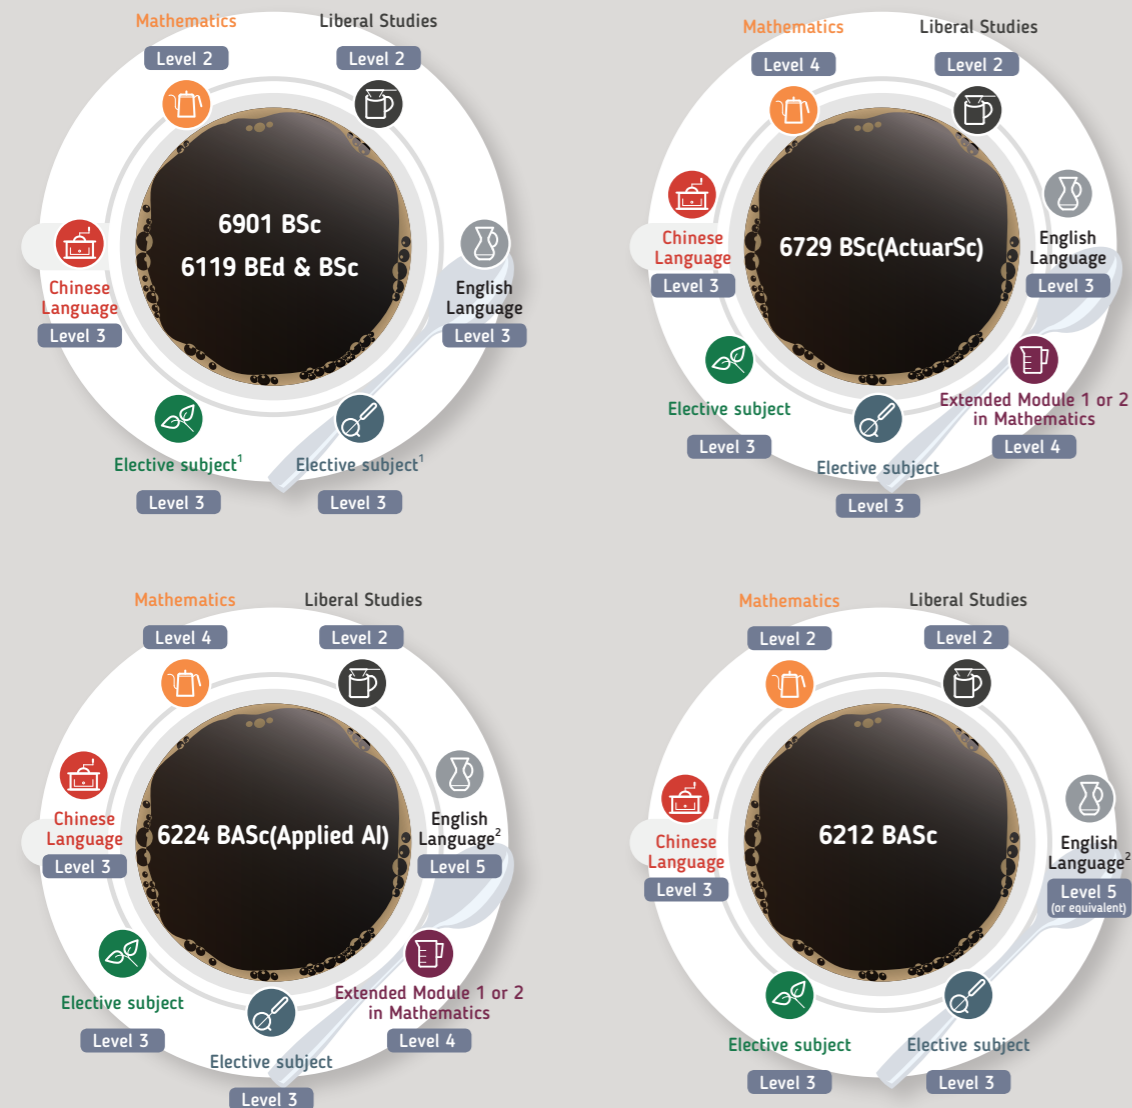 Mathematics
Liberal Studies
Level 2
Level 2
6901 BSc
6119 BEd & BSc
Chinese
Language
Level 3
English
Language
Level 3
Elective subject¹
Level 3
Elective subject¹
Level 3
Mathematics
Liberal Studies
Level 4
Level 2
Chinese
Language
Level 3
6729 BSc(ActuarSc)
English
Language
Level 3
Elective subject
Level 3
Extended Module 1 or 2
in Mathematics
Level 4
Elective subject
Level 3
Mathematics
Liberal Studies
Level 4
Level 2
Chinese
Language
Level 3
6224 BASc(Applied AI)
English
Language²
Level 5
Elective subject
Level 3
Extended Module 1 or 2
in Mathematics
Level 4
Elective subject
Level 3
Mathematics
Liberal Studies
Level 2
Level 2
Chinese
Language
Level 3
6212 BASc
English
Language²
Level 5
(or equivalent)
Elective subject
Level 3
Elective subject
Level 3